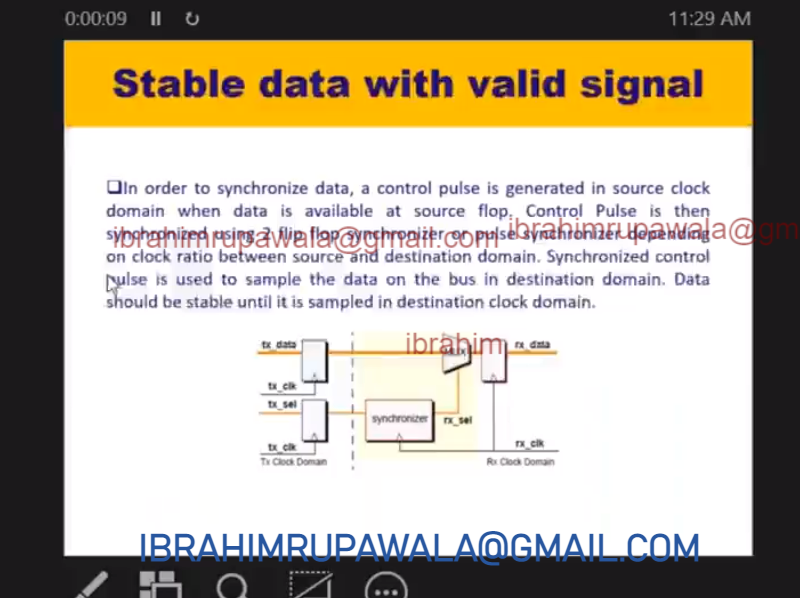 0:00:09
11:29 AM
Stable data with valid signal
❑In order to synchronize data, a control pulse is generated in source clock
domain when data is available at source flop. Control Pulse is then
ibrahimrupawala@gm
synchronized using 2 flip flop synchronizer or pulse synchronizer depending
ibrahimrupawala@gmail.com
on clock ratio between source and destination domain. Synchronized control
pulse is used to sample the data on the bus in destination domain. Data
should be stable until it is sampled in destination clock domain.
tx_data
ibrahim
rx_data
tx_clk
tx_sel
synchronizer
rx_sel
tx_clk
rx_clk
Tx Clock Domain
Rx Clock Domain
IBRAHIMRUPAWALA@GMAIL.COM